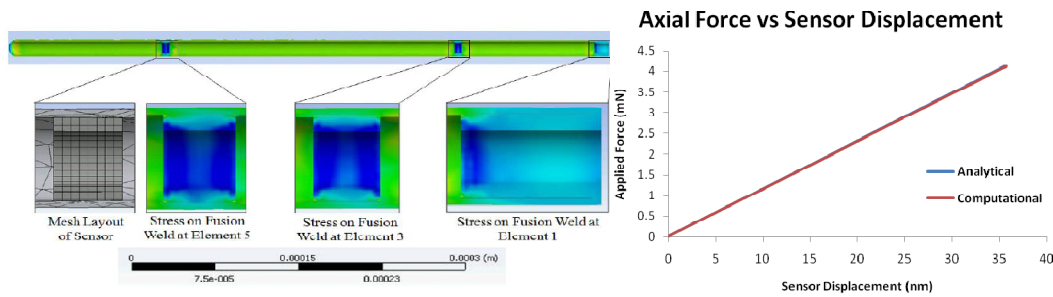 Mesh Layout
of Sensor
Stress on Fusion
Weld at Element 5
Stress on Fusion
Weld at Element 3
Stress on Fusion Weld at
Element 1
0
0.00015
0.0003 (m)
7.5e-005
0.00023
Axial Force vs Sensor Displacement
Applied Force (mN)
4.5
4
3.5
3
2.5
2
1.5
1
0.5
0
Analytical
Computational
0 5 10 15 20 25 30 35 40
Sensor Displacement (nm)